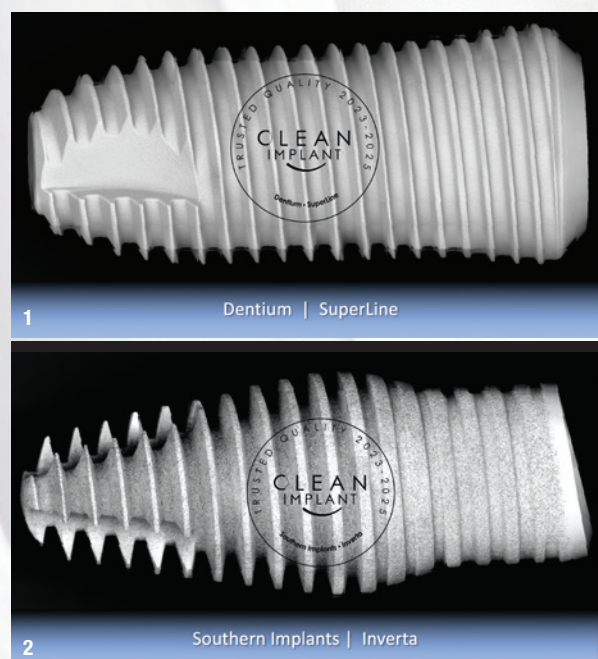 TRUSTED QUALITY 2023-2025
CLEAN
IMPLANT
Dentium • SuperLine
1
Dentium | SuperLine
TRUSTED QUALITY 2023-2025
CLEAN
IMPLANT
Southern Implants • Inverta
2
Southern Implants | Inverta